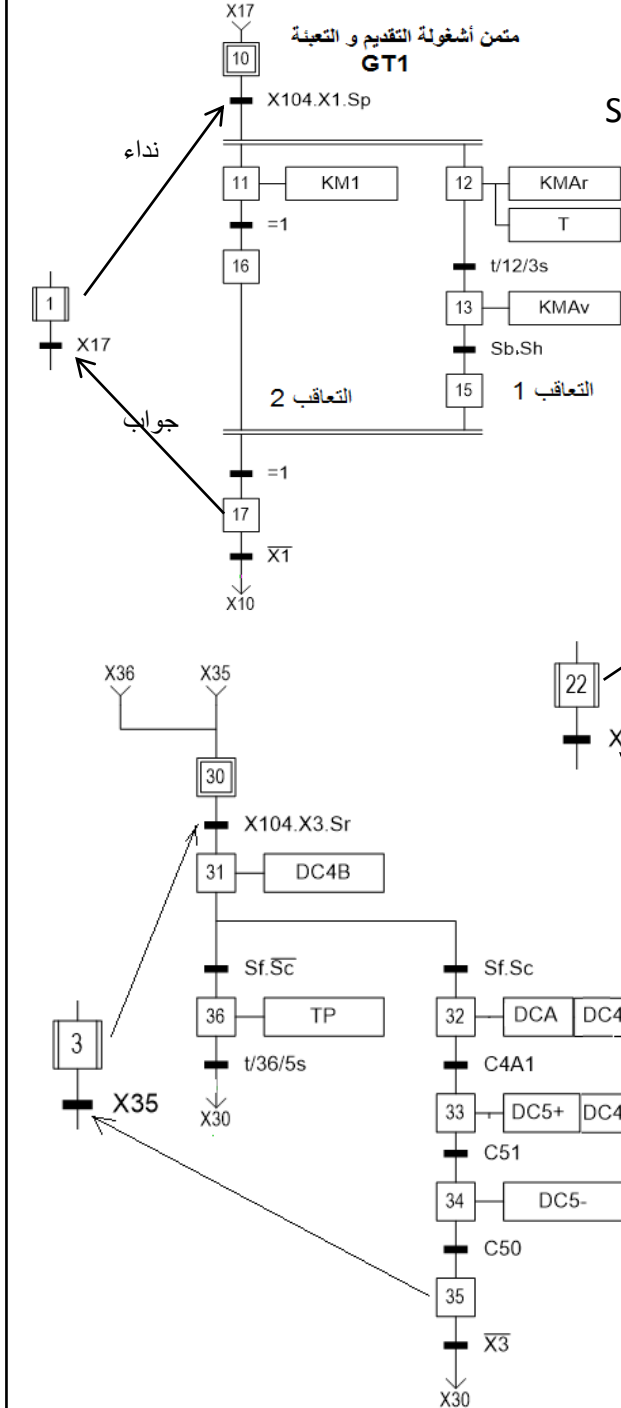 X17
متمن أشغولة التقديم و التعبئة
GT1
10
X104.X1.Sp
S
نداء
11
KM1
12
KMAr
T
=1
16
t/12/3s
1
13
KMAv
X17
Sb.Sh
15
التعاقب 1
التعاقب 2
جواب
=1
17
X̅1̅
X10
X36
X35
22
X
30
X104.X3.Sr
31
DC4B
Sf.S̅c̅
Sf.Sc
36
TP
32
DCA
DC4
3
t/36/5s
C4A1
X35
X30
33
DC5+
DC4
C51
34
DC5-
C50
35
X̅3̅
X30